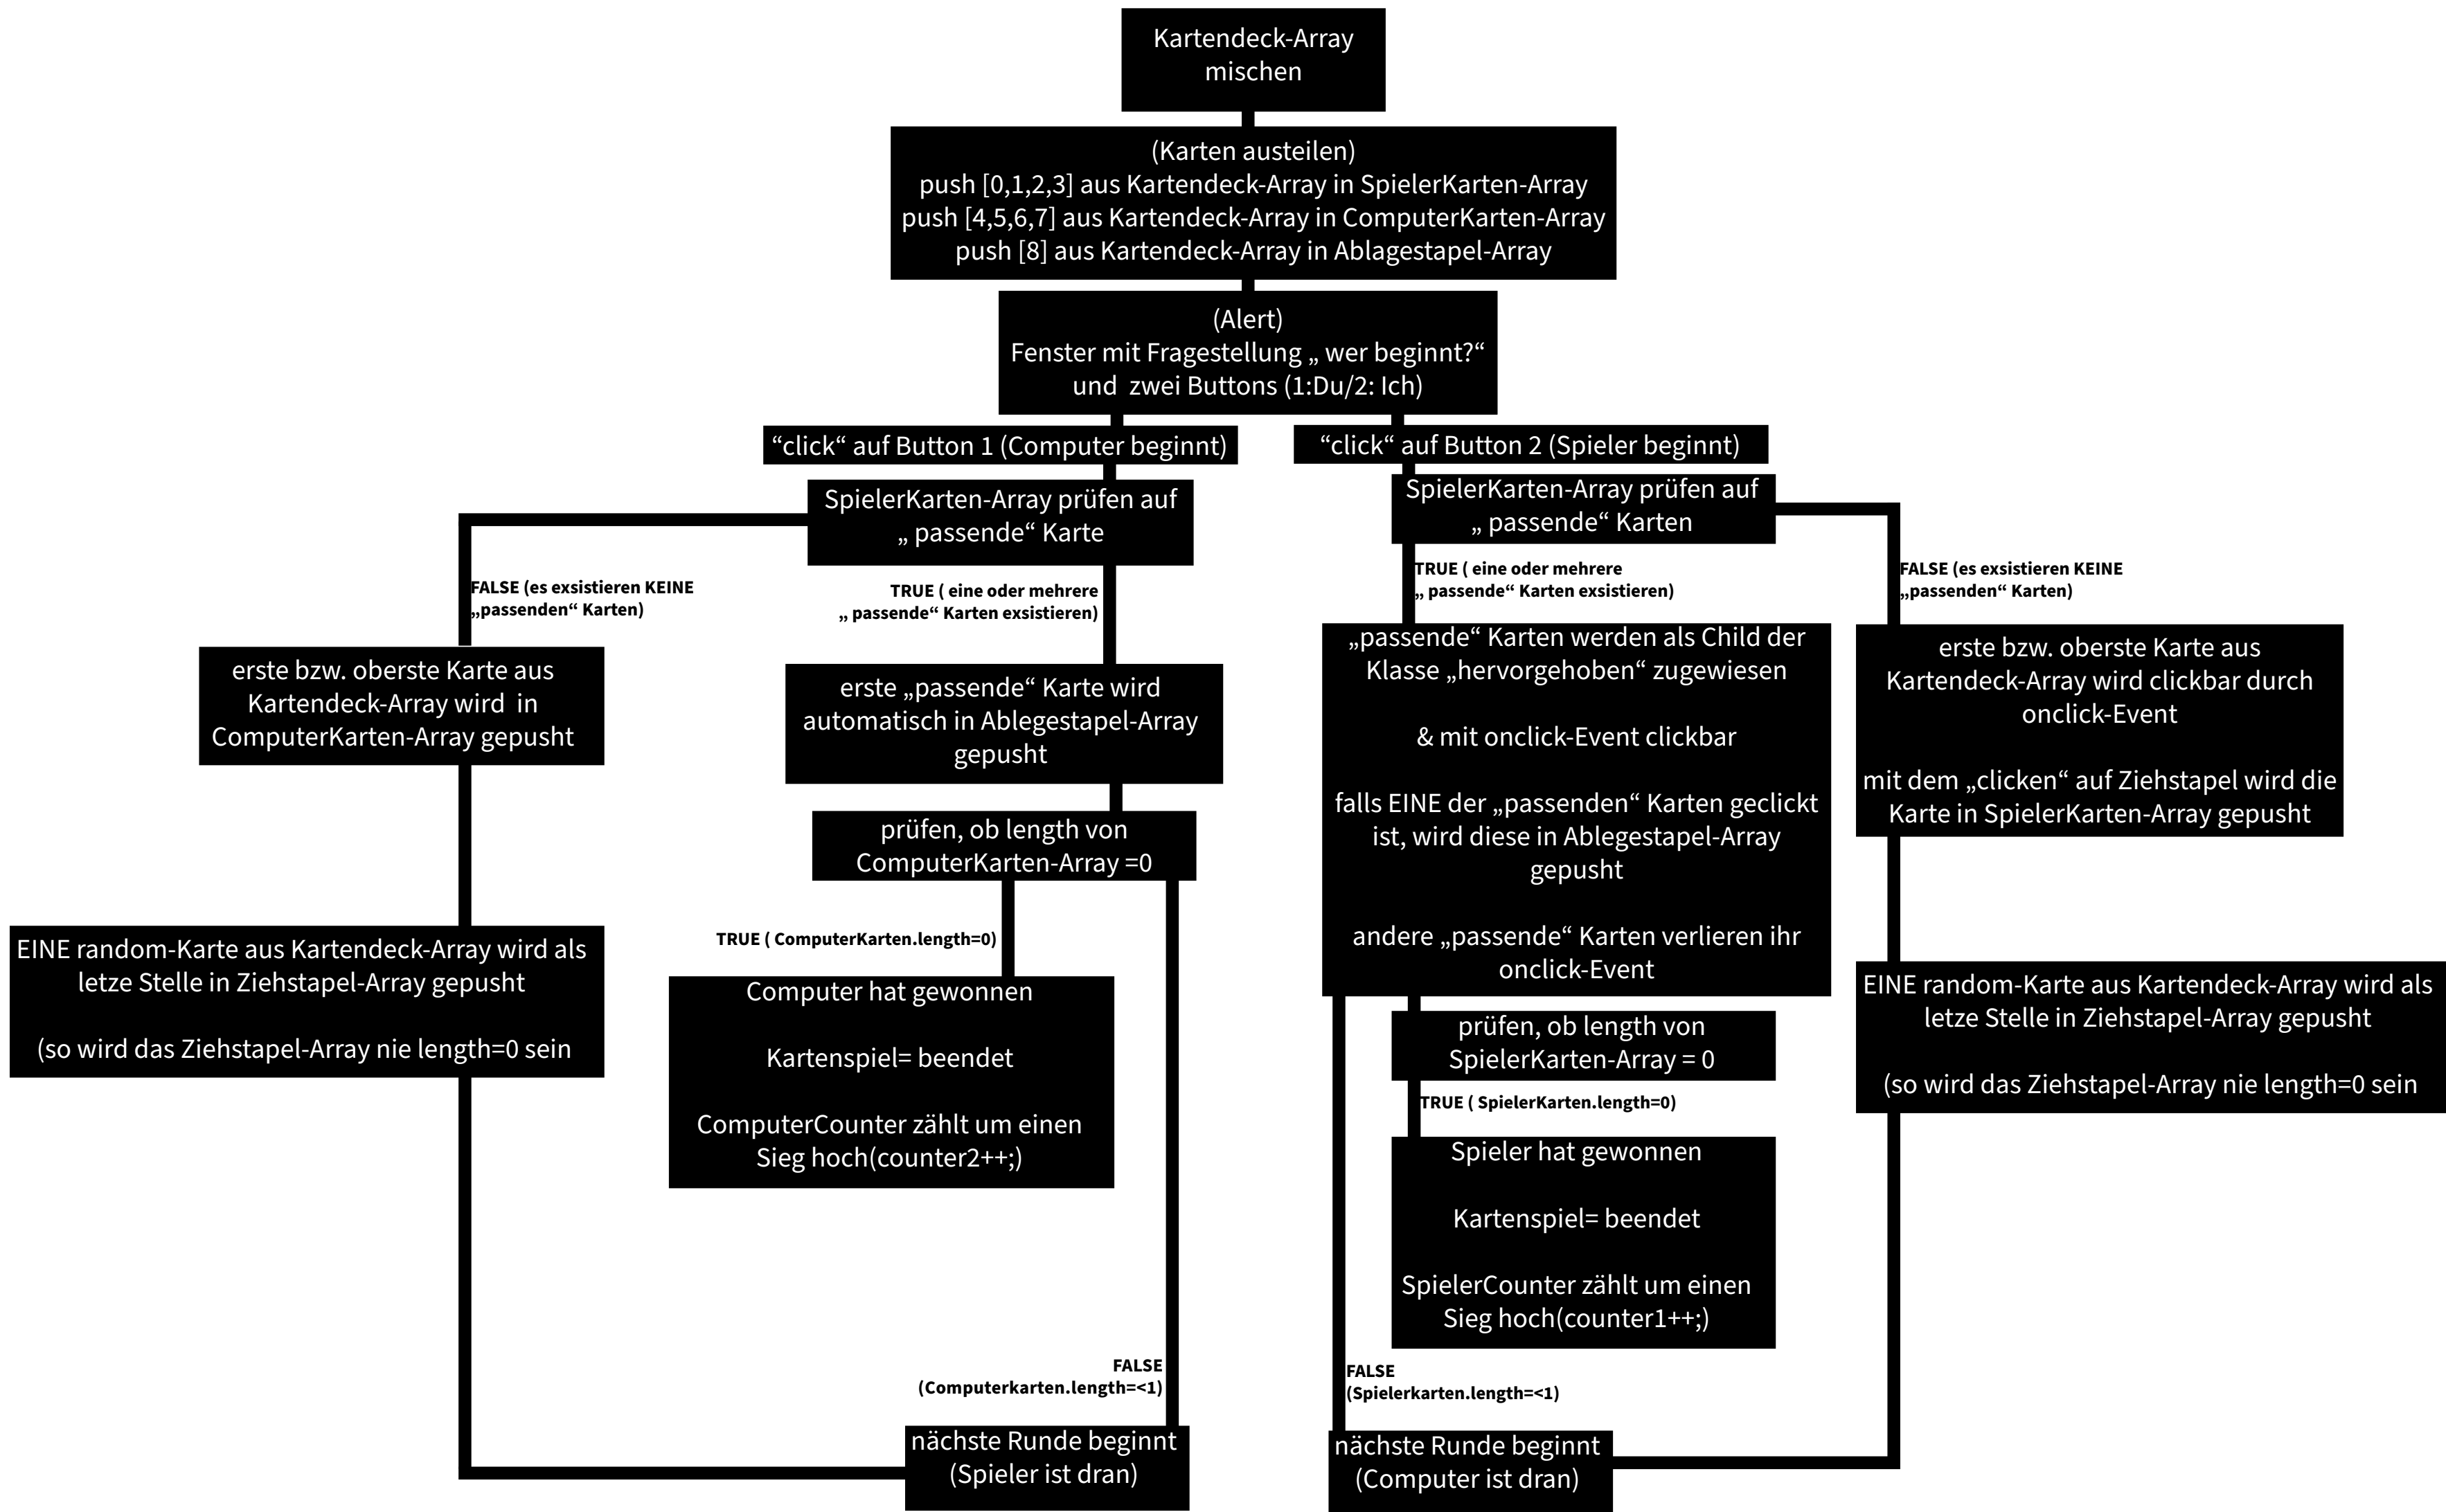 Kartendeck-Array
mischen
(Karten austeilen)
push [0,1,2,3] aus Kartendeck-Array in SpielerKarten-Array
push [4,5,6,7] aus Kartendeck-Array in ComputerKarten-Array
push [8] aus Kartendeck-Array in Ablagestapel-Array
(Alert)
Fenster mit Fragestellung „ wer beginnt?“
und  zwei Buttons (1:Du/2: Ich)
“click“ auf Button 1 (Computer beginnt)
SpielerKarten-Array prüfen auf
„ passende“ Karte
FALSE (es exsistieren KEINE
„passenden“ Karten)
erste bzw. oberste Karte aus
Kartendeck-Array wird  in
ComputerKarten-Array gepusht
EINE random-Karte aus Kartendeck-Array wird als
letze Stelle in Ziehstapel-Array gepusht
(so wird das Ziehstapel-Array nie length=0 sein
TRUE ( eine oder mehrere
„ passende“ Karten exsistieren)
erste „passende“ Karte wird
automatisch in Ablegestapel-Array
gepusht
prüfen, ob length von
ComputerKarten-Array =0
TRUE ( ComputerKarten.length=0)
Computer hat gewonnen
Kartenspiel= beendet
ComputerCounter zählt um einen
Sieg hoch(counter2++;)
FALSE
(Computerkarten.length=<1)
nächste Runde beginnt
(Spieler ist dran)
“click“ auf Button 2 (Spieler beginnt)
SpielerKarten-Array prüfen auf
„ passende“ Karten
TRUE ( eine oder mehrere
„ passende“ Karten exsistieren)
„passende“ Karten werden als Child der
Klasse „hervorgehoben“ zugewiesen
& mit onclick-Event clickbar
falls EINE der „passenden“ Karten geclickt
ist, wird diese in Ablegestapel-Array
gepusht
andere „passende“ Karten verlieren ihr
onclick-Event
prüfen, ob length von
SpielerKarten-Array = 0
TRUE ( SpielerKarten.length=0)
Spieler hat gewonnen
Kartenspiel= beendet
SpielerCounter zählt um einen
Sieg hoch(counter1++;)
FALSE
(Spielerkarten.length=<1)
nächste Runde beginnt
(Computer ist dran)
FALSE (es exsistieren KEINE
„passenden“ Karten)
erste bzw. oberste Karte aus
Kartendeck-Array wird clickbar durch
onclick-Event
mit dem „clicken“ auf Ziehstapel wird die
Karte in SpielerKarten-Array gepusht
EINE random-Karte aus Kartendeck-Array wird als
letze Stelle in Ziehstapel-Array gepusht
(so wird das Ziehstapel-Array nie length=0 sein